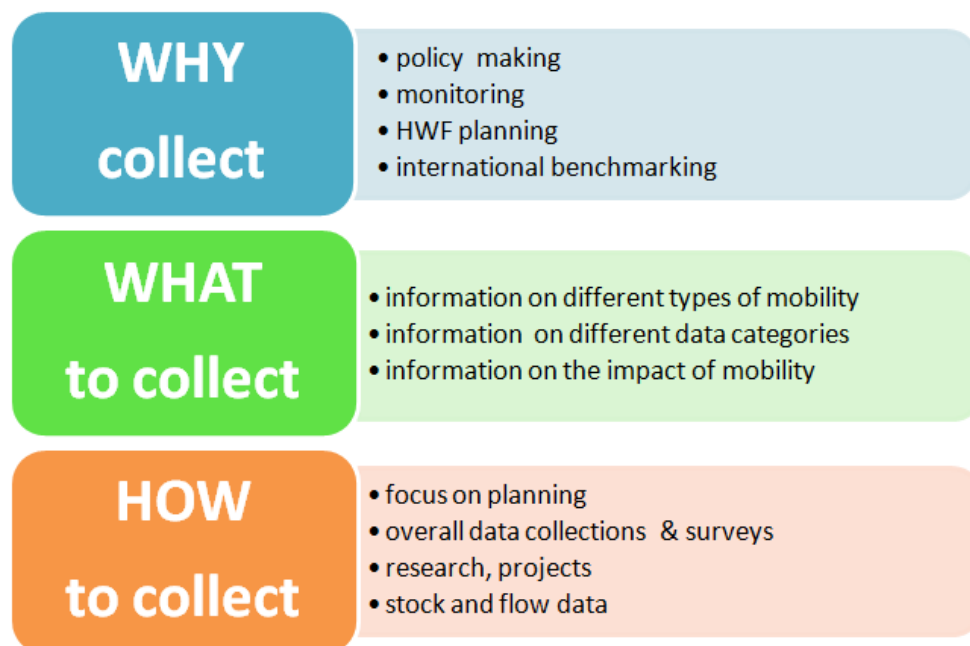 WHY
collect
• policy making
• monitoring
• HWF planning
• international benchmarking
WHAT
to collect
• information on different types of mobility
• information on different data categories
• information on the impact of mobility
HOW
to collect
• focus on planning
• overall data collections & surveys
• research, projects
• stock and flow data